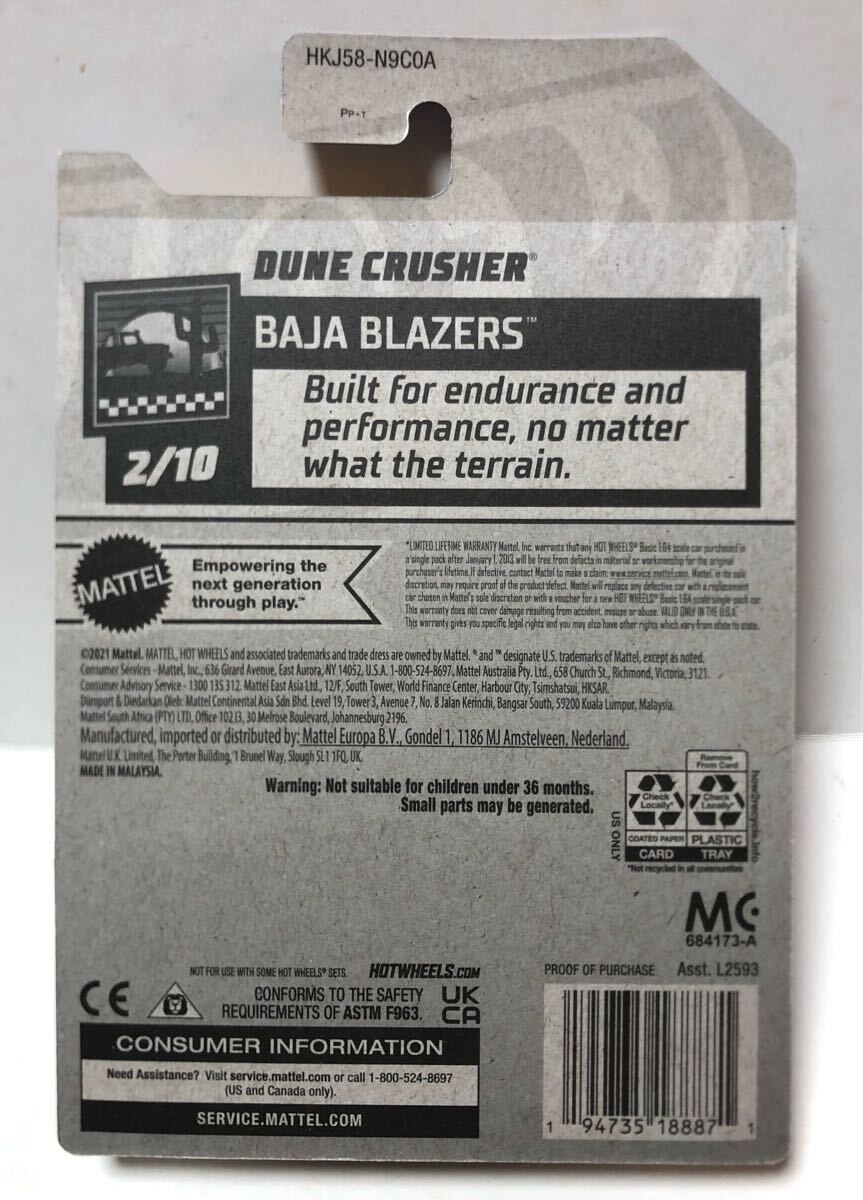 HKJ58-N9C0A
PP-T
DUNE CRUSHER®
BAJA BLAZERS™
Built for endurance and
performance, no matter
what the terrain.
2/10
MATTEL
Empowering the
next generation
through play.™
*LIMITED LIFETIME WARRANTY Mattel, Inc. warrants that any HOT WHEELS® Basic 1:64 scale car purchased in
a single pack after January 1, 2013 will be free from defects in material or workmanship for the original
purchaser's lifetime. If defective, contact Mattel to make a claim: www.service.mattel.com. Mattel, in its sole
discretion, may require proof of the product defect. Mattel will replace any defective car with a replacement
car chosen in Mattel's sole discretion or with a voucher for a new HOT WHEELS® Basic 1:64 scale single-pack car.
This warranty does not cover damage resulting from accident, misuse or abuse. VALID ONLY IN THE U.S.A.
This warranty gives you specific legal rights and you may also have other rights which vary from state to state.
©2021 Mattel. MATTEL, HOT WHEELS and associated trademarks and trade dress are owned by Mattel. ® and ™ designate U.S. trademarks of Mattel, except as noted.
Consumer Services - Mattel, Inc., 636 Girard Avenue, East Aurora, NY 14052, U.S.A. 1-800-524-8697. Mattel Australia Pty. Ltd., 658 Church St., Richmond, Victoria, 3121.
Consumer Advisory Service - 1300 135 312. Mattel East Asia Ltd., 12/F, South Tower, World Finance Center, Harbour City, Tsimshatsui, HKSAR.
Diimport & Diedarkan Oleh: Mattel Continental Asia Sdn Bhd. Level 19, Tower 3, Avenue 7, No. 8 Jalan Kerinchi, Bangsar South, 59200 Kuala Lumpur, Malaysia.
Mattel South Africa (PTY) LTD, Office 102 I3, 30 Melrose Boulevard, Johannesburg 2196.
Manufactured, imported or distributed by: Mattel Europa B.V., Gondel 1, 1186 MJ Amstelveen, Nederland.
Mattel U.K. Limited, The Porter Building, 1 Brunel Way, Slough SL1 1FQ, UK.
MADE IN MALAYSIA.
Warning: Not suitable for children under 36 months.
Small parts may be generated.
US ONLY
Remove
From Card
Check
Locally*
Check
Locally*
COATED PAPER
PLASTIC
CARD
TRAY
how2recycle.info
*Not recycled in all communities
MC
684173-A
NOT FOR USE WITH SOME HOT WHEELS® SETS.
HOTWHEELS.COM
PROOF OF PURCHASE
Asst. L2593
CE
CONFORMS TO THE SAFETY
REQUIREMENTS OF ASTM F963.
UK
CA
CONSUMER INFORMATION
Need Assistance? Visit service.mattel.com or call 1-800-524-8697
(US and Canada only).
SERVICE.MATTEL.COM
1 94735 18887 1